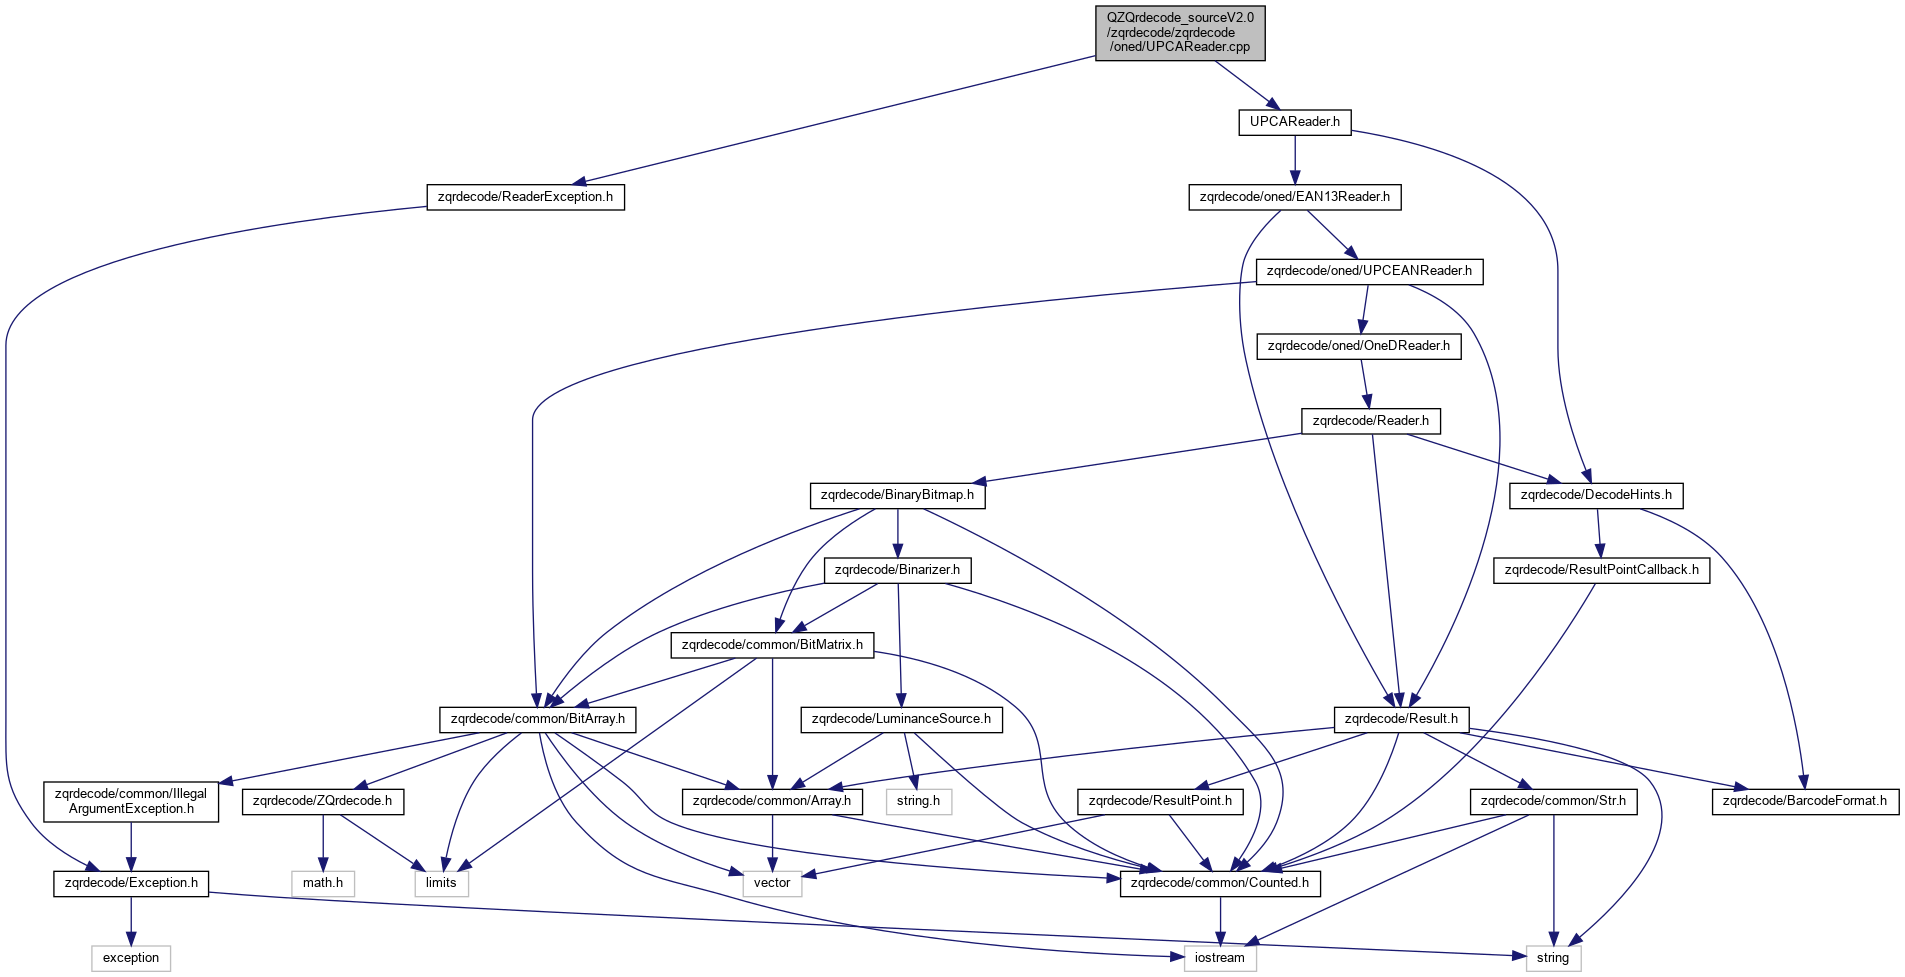 QZQrdecode_sourceV2.0
/zqrdecode/zqrdecode
/oned/UPCAReader.cpp
UPCAReader.h
zqrdecode/ReaderException.h
zqrdecode/oned/EAN13Reader.h
zqrdecode/oned/UPCEANReader.h
zqrdecode/oned/OneDReader.h
zqrdecode/Reader.h
zqrdecode/BinaryBitmap.h
zqrdecode/DecodeHints.h
zqrdecode/Binarizer.h
zqrdecode/ResultPointCallback.h
zqrdecode/common/BitMatrix.h
zqrdecode/common/BitArray.h
zqrdecode/LuminanceSource.h
zqrdecode/Result.h
zqrdecode/common/Illegal
ArgumentException.h
zqrdecode/ZQrdecode.h
zqrdecode/common/Array.h
string.h
zqrdecode/ResultPoint.h
zqrdecode/common/Str.h
zqrdecode/BarcodeFormat.h
zqrdecode/Exception.h
math.h
limits
vector
zqrdecode/common/Counted.h
exception
iostream
string